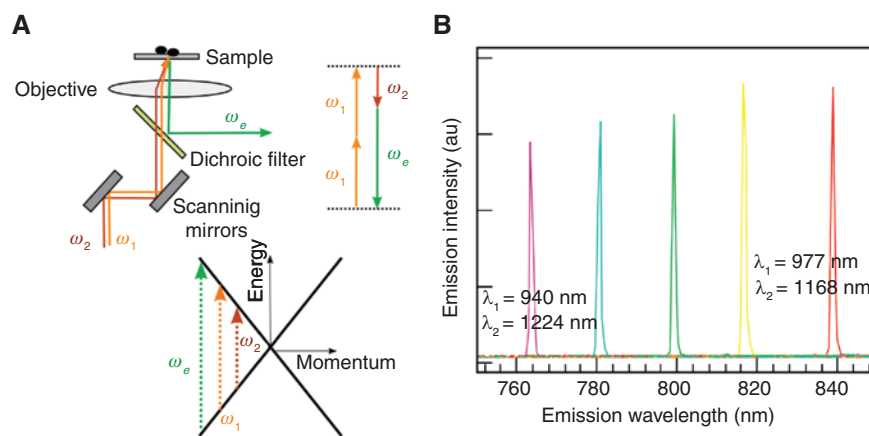 A
Sample
Objective
ωe
Dichroic filter
Scanninig
mirrors
ω2 ω1
ω1 ω2
ω1 ωe
Energy
Momentum
ωe ω1 ω2
B
Emission intensity (au)
λ1 = 940 nm
λ2 = 1224 nm
λ1 = 977 nm
λ2 = 1168 nm
760 780 800 820 840
Emission wavelength (nm)